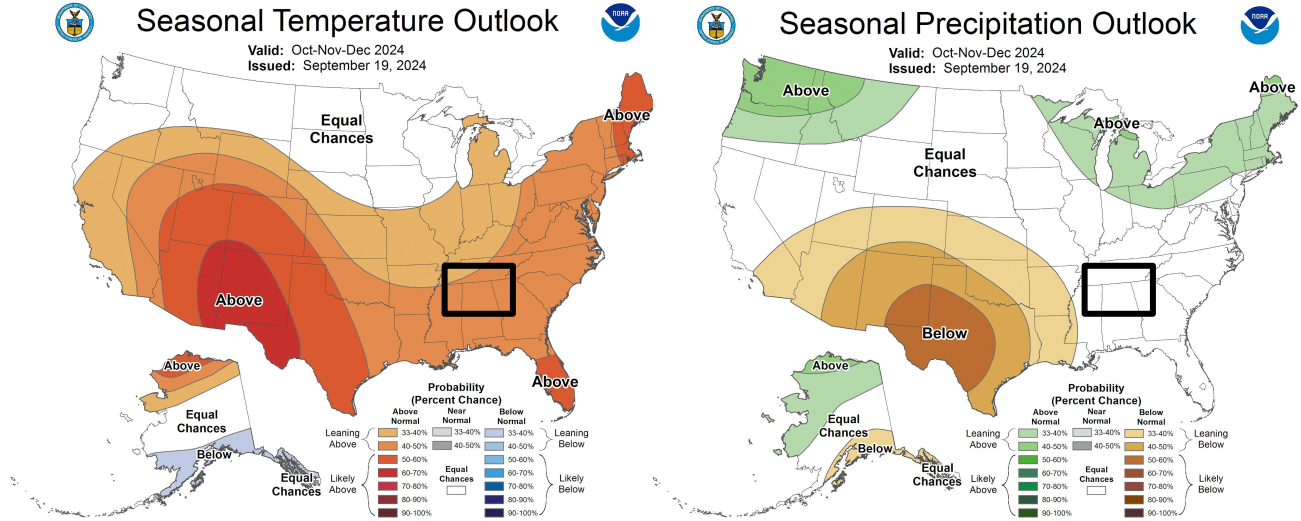 Seasonal Temperature Outlook
NOAA
Valid: Oct-Nov-Dec 2024
Issued: September 19, 2024
Above
Equal
Chances
Above
Above
Above
Equal
Chances
Below
Equal
Chances
Probability
(Percent Chance)
Above
Normal
Near
Normal
Below
Normal
Leaning
Above
33-40%
33-40%
33-40%
Leaning
Below
40-50%
40-50%
40-50%
50-60%
50-60%
Likely
Above
60-70%
Equal
Chances
60-70%
Likely
Below
70-80%
70-80%
80-90%
80-90%
90-100%
90-100%
Seasonal Precipitation Outlook
NOAA
Valid: Oct-Nov-Dec 2024
Issued: September 19, 2024
Above
Above
Above
Equal
Chances
Below
Above
Equal
Chances
Below
Equal
Chances
Probability
(Percent Chance)
Above
Normal
Near
Normal
Below
Normal
Leaning
Above
33-40%
33-40%
33-40%
Leaning
Below
40-50%
40-50%
40-50%
50-60%
50-60%
Likely
Above
60-70%
Equal
Chances
60-70%
Likely
Below
70-80%
70-80%
80-90%
80-90%
90-100%
90-100%